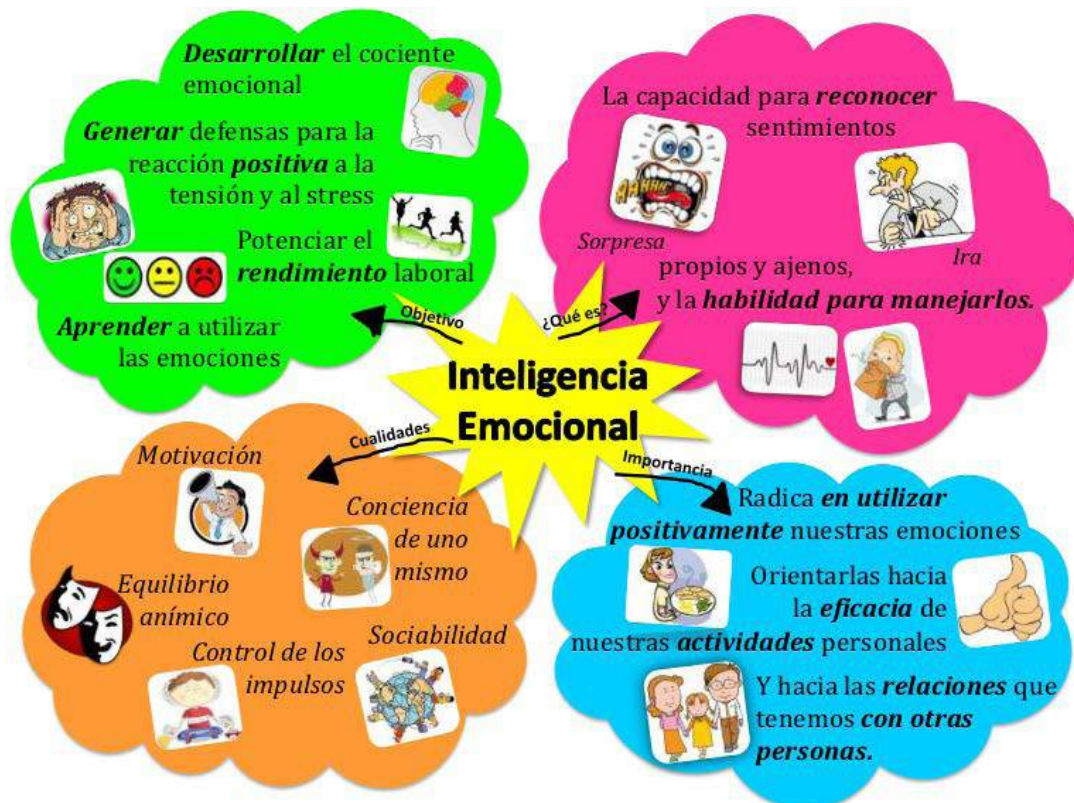 Desarrollar el cociente
emocional
Generar defensas para la
reacción positiva a la
tensión y al stress
Potenciar el
rendimiento laboral
Aprender a utilizar
las emociones
Objetivo
La capacidad para reconocer
sentimientos
AAHHH
Sorpresa
Ira
propios y ajenos,
y la habilidad para manejarlos.
¿Qué es?
Inteligencia
Emocional
Cualidades
Motivación
Conciencia
de uno
mismo
Equilibrio
anímico
Sociabilidad
Control de los
impulsos
Importancia
Radica en utilizar
positivamente nuestras emociones
Orientarlas hacia
la eficacia de
nuestras actividades personales
Y hacia las relaciones que
tenemos con otras
personas.